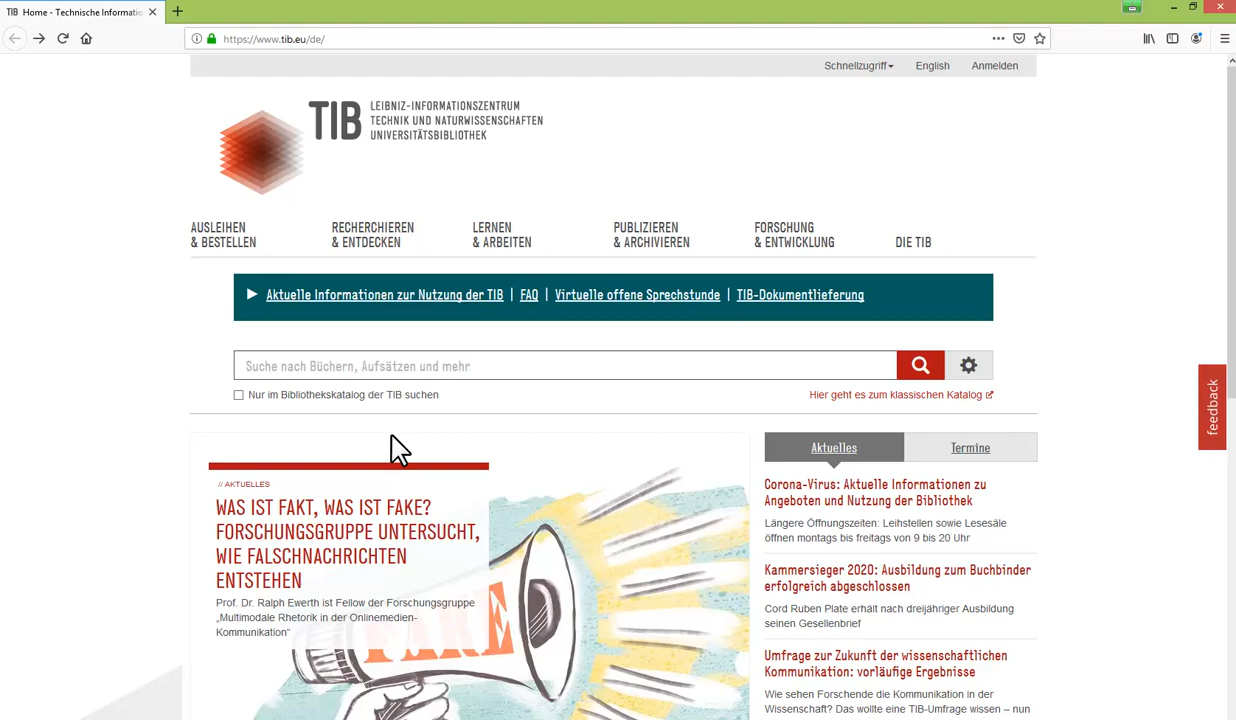 TIB Home - Technische Informatio
https://www.tib.eu/de/
Schnellzugriff English Anmelden
TIB
LEIBNIZ-INFORMATIONSZENTRUM
TECHNIK UND NATURWISSENSCHAFTEN
UNIVERSITÄTSBIBLIOTHEK
AUSLEIHEN
& BESTELLEN
RECHERCHIEREN
& ENTDECKEN
LERNEN
& ARBEITEN
PUBLIZIEREN
& ARCHIVIEREN
FORSCHUNG
& ENTWICKLUNG
DIE TIB
Aktuelle Informationen zur Nutzung der TIB | FAQ | Virtuelle offene Sprechstunde | TIB-Dokumentlieferung
Suche nach Büchern, Aufsätzen und mehr
Nur im Bibliothekskatalog der TIB suchen
Hier geht es zum klassischen Katalog
feedback
// AKTUELLES
WAS IST FAKT, WAS IST FAKE?
FORSCHUNGSGRUPPE UNTERSUCHT,
WIE FALSCHNACHRICHTEN
ENTSTEHEN
Prof. Dr. Ralph Ewerth ist Fellow der Forschungsgruppe
„Multimodale Rhetorik in der Onlinemedien-
Kommunikation“
FAKE
Aktuelles Termine
Corona-Virus: Aktuelle Informationen zu
Angeboten und Nutzung der Bibliothek
Längere Öffnungszeiten: Leihstellen sowie Lesesäle
öffnen montags bis freitags von 9 bis 20 Uhr
Kammersieger 2020: Ausbildung zum Buchbinder
erfolgreich abgeschlossen
Cord Ruben Plate erhält nach dreijähriger Ausbildung
seinen Gesellenbrief
Umfrage zur Zukunft der wissenschaftlichen
Kommunikation: vorläufige Ergebnisse
Wie sehen Forschende die Kommunikation in der
Wissenschaft? Das wollte eine TIB-Umfrage wissen – nun